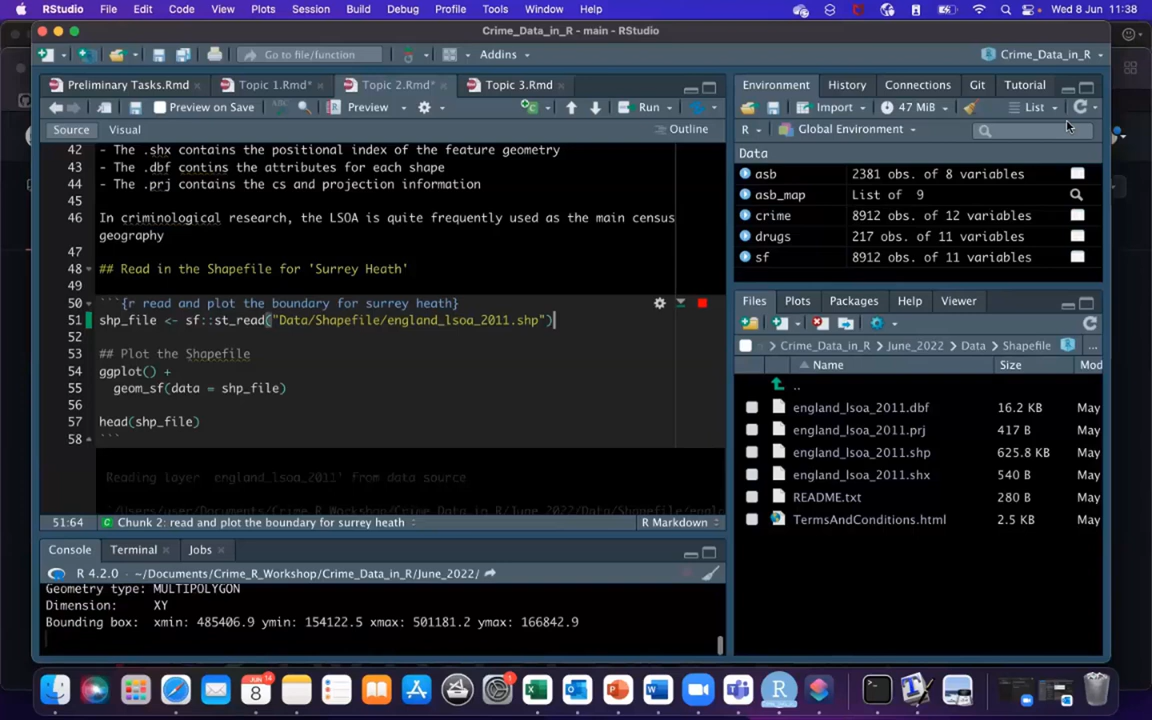 RStudio File Edit Code View Plots Session Build Debug Profile Tools Window Help Wed 8 Jun 11:38
Crime_Data_in_R - main - RStudio
Go to file/function Addins Crime_Data_in_R
Preliminary Tasks.Rmd Topic 1.Rmd* Topic 2.Rmd* Topic 3.Rmd
Preview on Save Preview Run
Source Visual Outline
42 - The .shx contains the positional index of the feature geometry
43 - The .dbf contins the attributes for each shape
44 - The .prj contains the cs and projection information
45
46 In criminological research, the LSOA is quite frequently used as the main census
geography
47
48 ## Read in the Shapefile for 'Surrey Heath'
49
50 ```{r read and plot the boundary for surrey heath}
51 shp_file <- sf::st_read("Data/Shapefile/england_lsoa_2011.shp")
52
53 ## Plot the Shapefile
54 ggplot() +
55 geom_sf(data = shp_file)
56
57 head(shp_file)
58 ```
Reading layer england_lsoa_2011' from data source
51:64 Chunk 2: read and plot the boundary for surrey heath R Markdown
Console Terminal Jobs
R 4.2.0 · ~/Documents/Crime_R_Workshop/Crime_Data_in_R/June_2022/
Geometry type: MULTIPOLYGON
Dimension: XY
Bounding box: xmin: 485406.9 ymin: 154122.5 xmax: 501181.2 ymax: 166842.9
Environment History Connections Git Tutorial
Import 47 MiB List
R Global Environment
Data
asb 2381 obs. of 8 variables
asb_map List of 9
crime 8912 obs. of 12 variables
drugs 217 obs. of 11 variables
sf 8912 obs. of 11 variables
Files Plots Packages Help Viewer
Crime_Data_in_R > June_2022 > Data > Shapefile ...
Name Size Mod
..
england_lsoa_2011.dbf 16.2 KB May
england_lsoa_2011.prj 417 B May
england_lsoa_2011.shp 625.8 KB May
england_lsoa_2011.shx 540 B May
README.txt 280 B May
TermsAndConditions.html 2.5 KB May